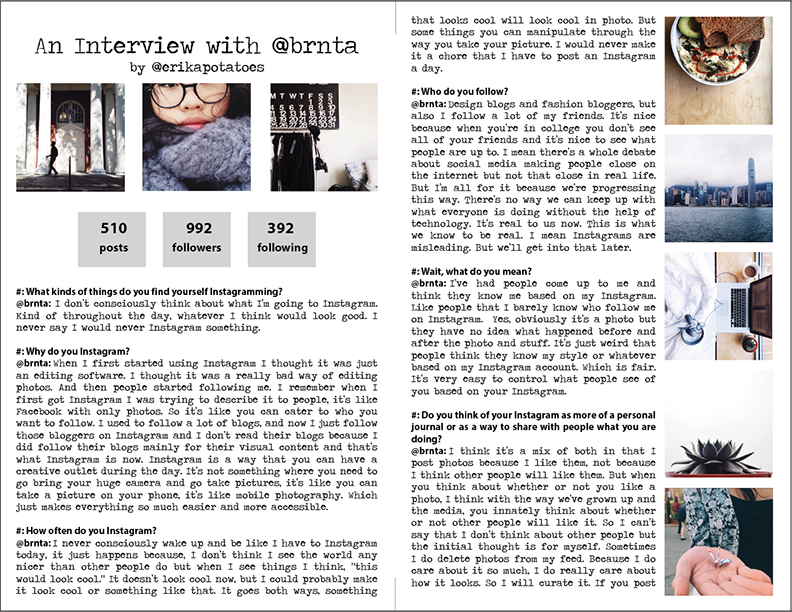 An Interview with @brnta
by @erikapotatoes
M T W T F S S
510
posts
992
followers
392
following
#: What kinds of things do you find yourself Instagramming?
@brnta: I don't consciously think about what I'm going to Instagram.
Kind of throughout the day, whatever I think would look good. I
never say I would never Instagram something.
#: Why do you Instagram?
@brnta: When I first started using Instagram I thought it was just
an editing software. I thought it was a really bad way of editing
photos. And then people started following me. I remember when I
first got Instagram I was trying to describe it to people, it's like
Facebook with only photos. So it's like you can cater to who you
want to follow. I used to follow a lot of blogs, and now I just follow
those bloggers on Instagram and I don't read their blogs because I
did follow their blogs mainly for their visual content and that's
what Instagram is now. Instagram is a way that you can have a
creative outlet during the day. It's not something where you need to
go bring your huge camera and go take pictures, it's like you can
take a picture on your phone, it's like mobile photography. Which
just makes everything so much easier and more accessible.
#: How often do you Instagram?
@brnta: I never consciously wake up and be like I have to Instagram
today, it just happens because, I don't think I see the world any
nicer than other people do but when I see things I think, "this
would look cool." It doesn't look cool now, but I could probably make
it look cool or something like that. It goes both ways, something
that looks cool will look cool in photo. But
some things you can manipulate through the
way you take your picture. I would never make
it a chore that I have to post an Instagram
a day.
#: Who do you follow?
@brnta: Design blogs and fashion bloggers, but
also I follow a lot of my friends. It's nice
because when you're in college you don't see
all of your friends and it's nice to see what
people are up to. I mean there's a whole debate
about social media making people close on
the internet but not that close in real life.
But I'm all for it because we're progressing
this way. There's no way we can keep up with
what everyone is doing without the help of
technology. It's real to us now. This is what
we know to be real. I mean Instagrams are
misleading. But we'll get into that later.
#: Wait, what do you mean?
@brnta: I've had people come up to me and
think they know me based on my Instagram.
Like people that I barely know who follow me
on Instagram. Yes, obviously it's a photo but
they have no idea what happened before and
after the photo and stuff. It's just weird that
people think they know my style or whatever
based on my Instagram account. Which is fair.
It's very easy to control what people see of
you based on your Instagram.
#: Do you think of your Instagram as more of a personal
journal or as a way to share with people what you are
doing?
@brnta: I think it's a mix of both in that I
post photos because I like them, not because
I think other people will like them. But when
you think about whether or not you like a
photo, I think with the way we've grown up and
the media, you innately think about whether
or not other people will like it. So I can't
say that I don't think about other people but
the initial thought is for myself. Sometimes
I do delete photos from my feed. Because I do
care about it so much, I do really care about
how it looks. So I will curate it. If you post